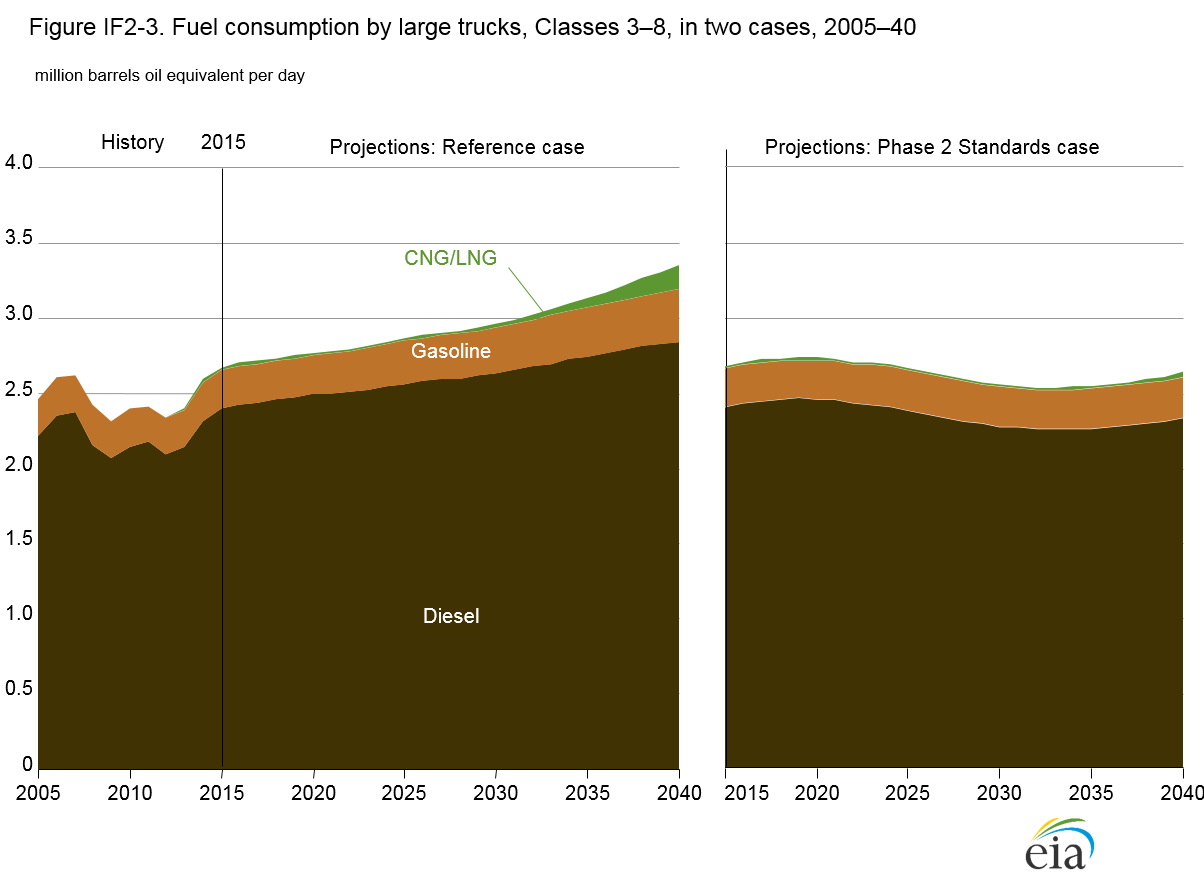 Figure IF2-3. Fuel consumption by large trucks, Classes 3–8, in two cases, 2005–40
million barrels oil equivalent per day
History 2015 Projections: Reference case Projections: Phase 2 Standards case
4.0
3.5
CNG/LNG
3.0
Gasoline
2.5
2.0
1.5
1.0
Diesel
0.5
0
2005 2010 2015 2020 2025 2030 2035 2040 2015 2020 2025 2030 2035 2040
eia